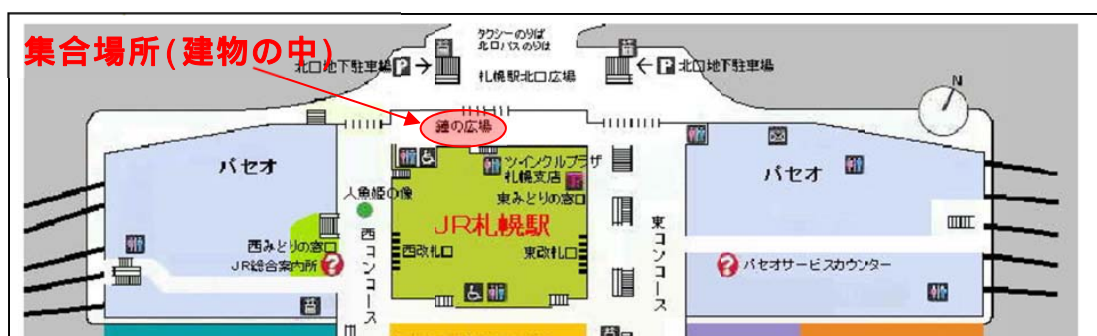 集合場所(建物の中)
タクシーのりば
北口バスのりば
北口地下駐車場
P
札幌駅北口広場
P
北口地下駐車場
N
鐘の広場
パセオ
ツインクルプラザ
札幌支店
東みどりの窓口
パセオ
人魚姫の像
JR札幌駅
西みどりの窓口
JR総合案内所
?
西改札口
東改札口
西コンコース
東コンコース
?
パセオサービスカウンター